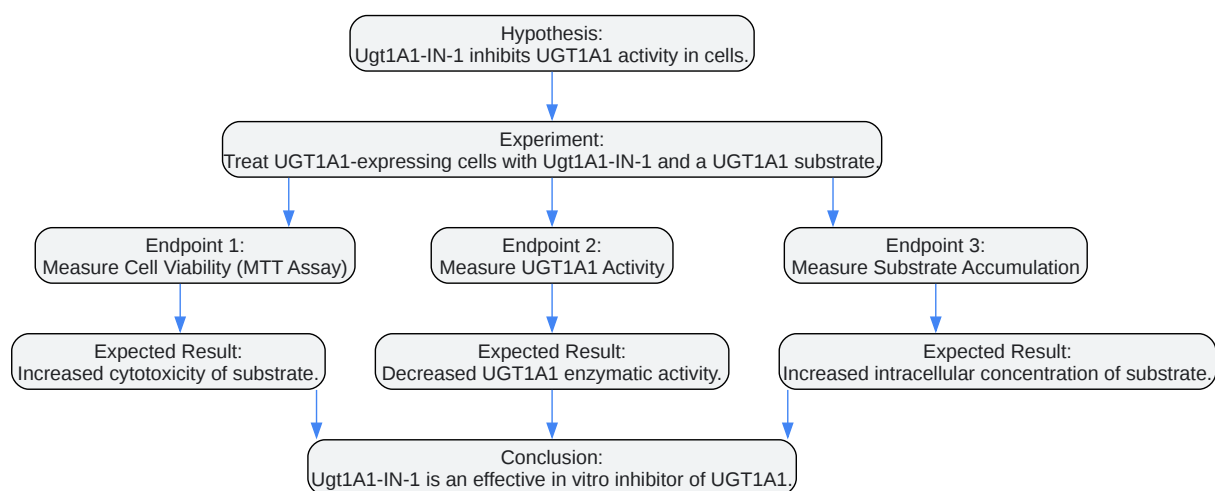 Hypothesis:
Ugt1A1-IN-1 inhibits UGT1A1 activity in cells.
Experiment:
Treat UGT1A1-expressing cells with Ugt1A1-IN-1 and a UGT1A1 substrate.
Endpoint 1:
Measure Cell Viability (MTT Assay)
Endpoint 2:
Measure UGT1A1 Activity
Endpoint 3:
Measure Substrate Accumulation
Expected Result:
Increased cytotoxicity of substrate.
Expected Result:
Decreased UGT1A1 enzymatic activity.
Expected Result:
Increased intracellular concentration of substrate.
Conclusion:
Ugt1A1-IN-1 is an effective in vitro inhibitor of UGT1A1.